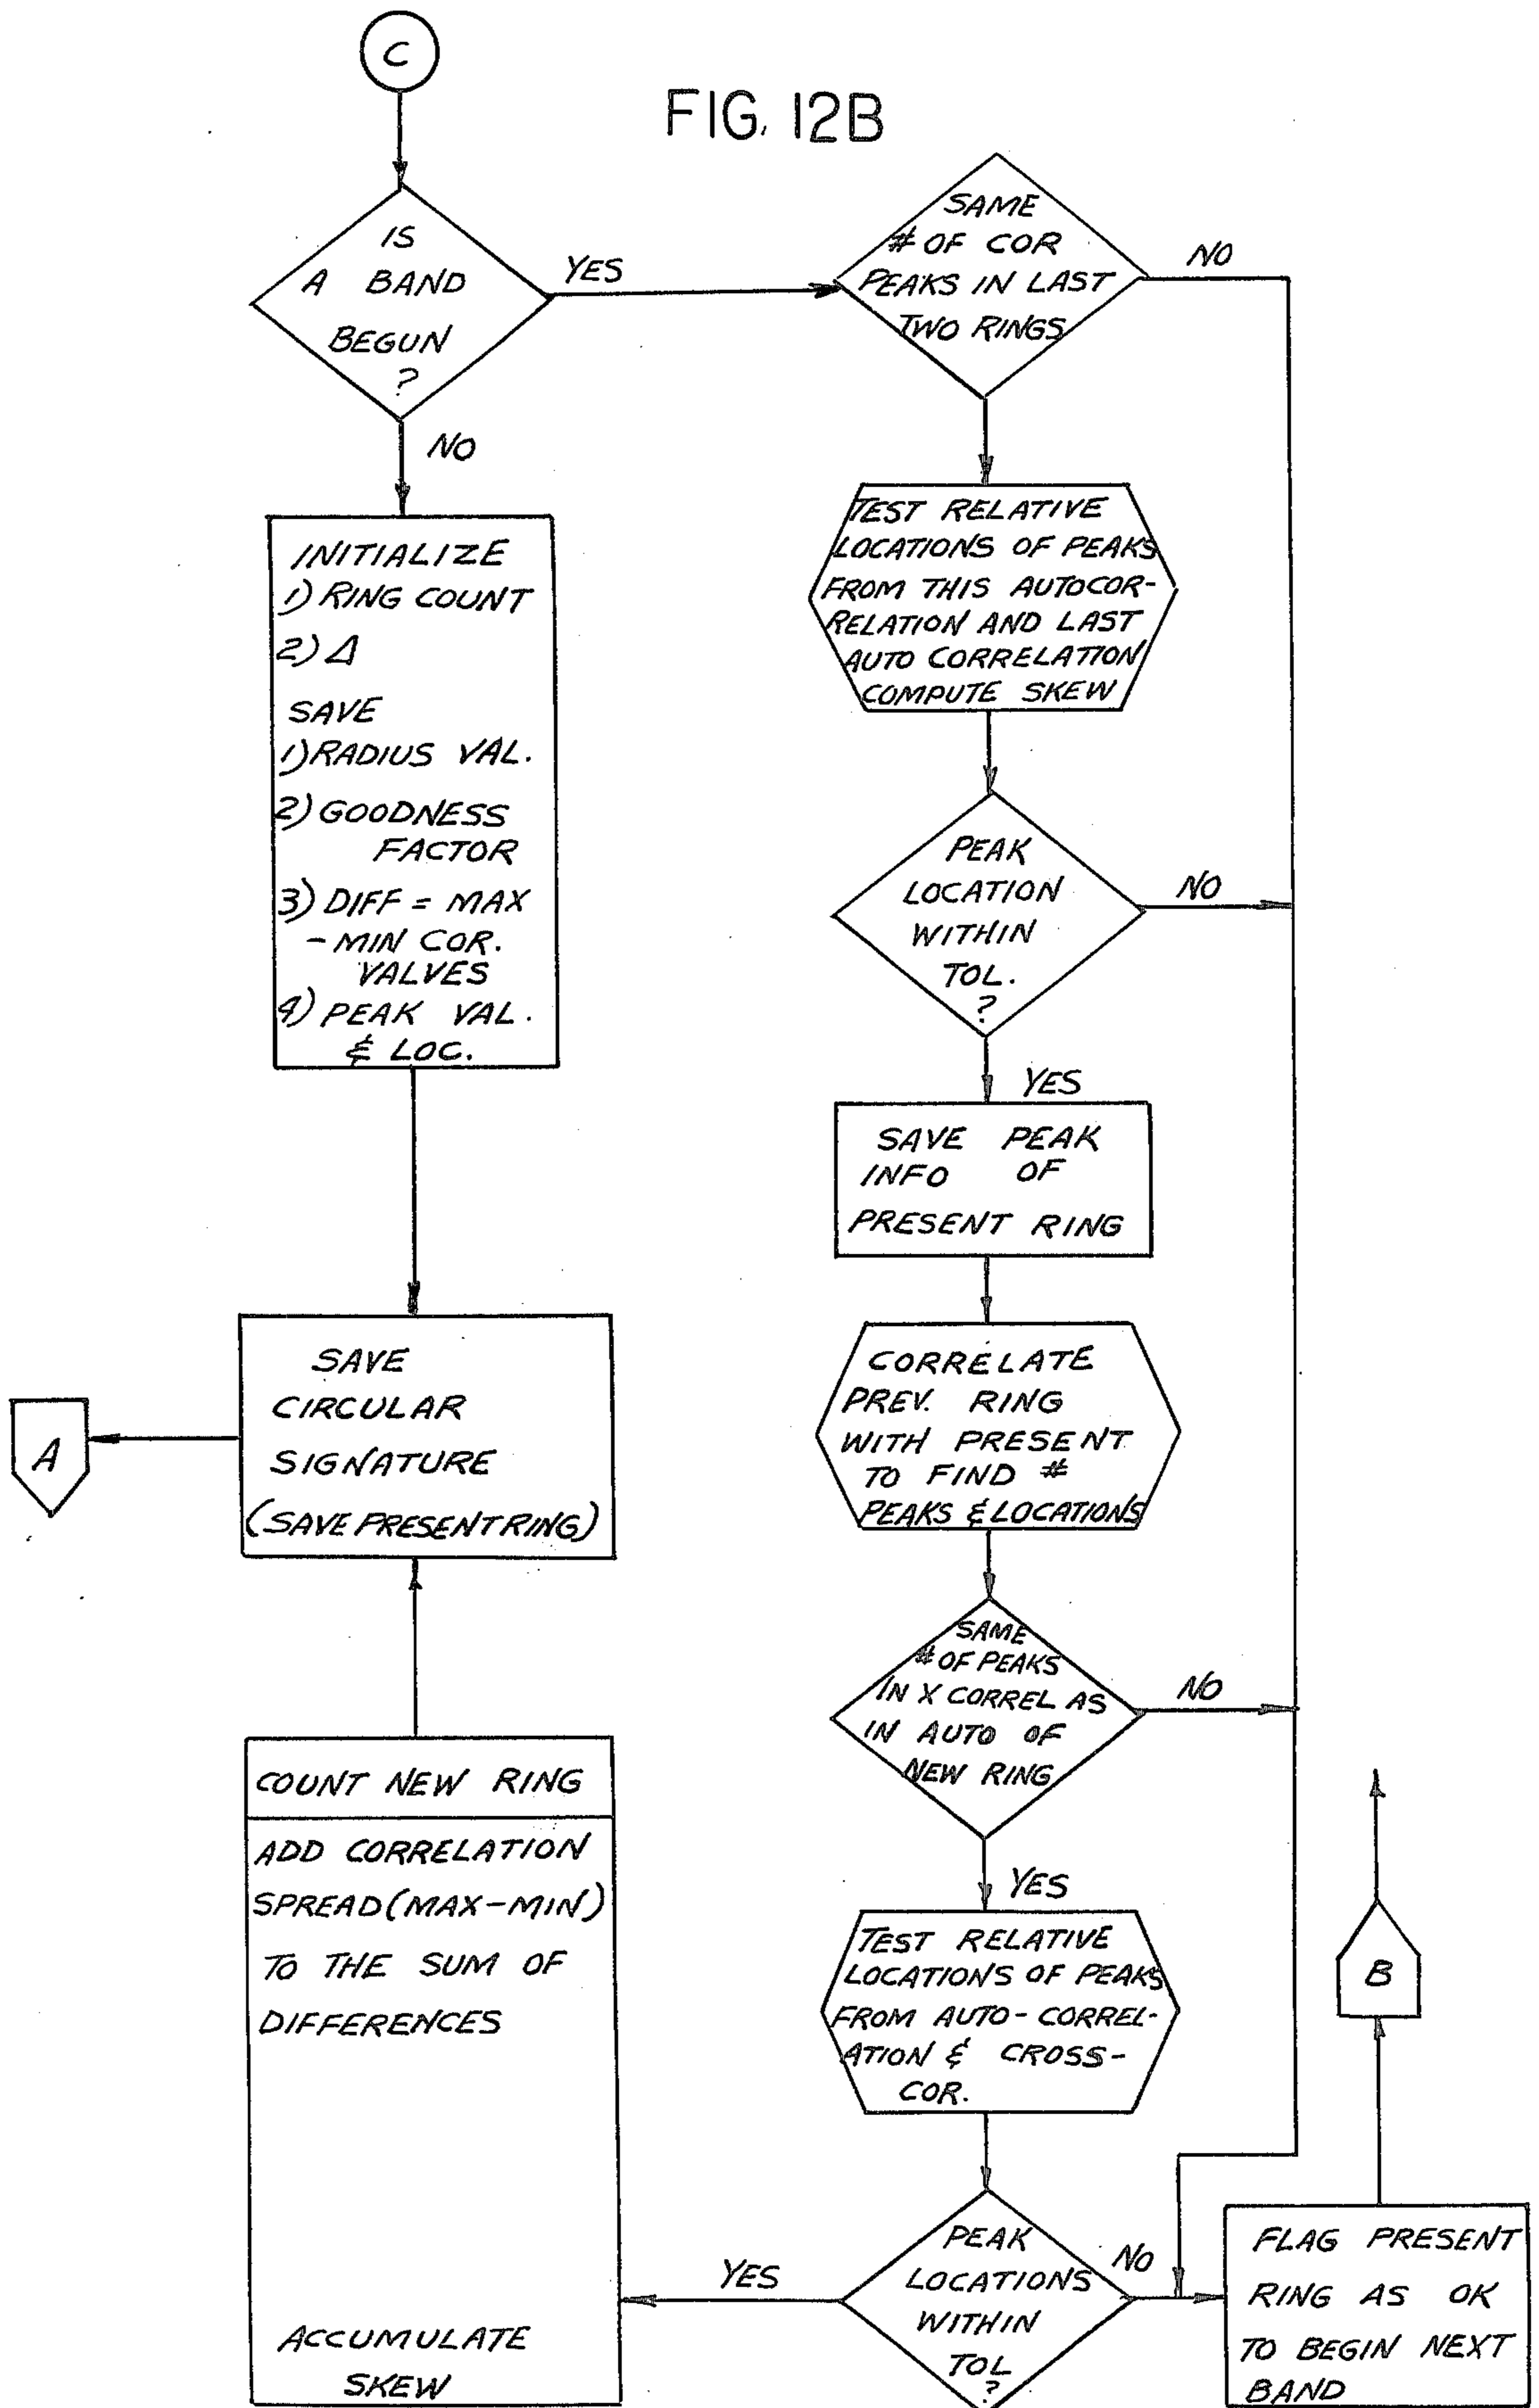 C
FIG. 12B
IS
A BAND
BEGUN
?
YES
NO
SAME
# OF COR
PEAKS IN LAST
TWO RINGS
NO
INITIALIZE
1) RING COUNT
2) Δ
SAVE
1) RADIUS VAL.
2) GOODNESS
FACTOR
3) DIFF = MAX
- MIN COR.
VALVES
4) PEAK VAL.
& LOC.
TEST RELATIVE
LOCATIONS OF PEAKS
FROM THIS AUTOCOR-
RELATION AND LAST
AUTO CORRELATION
COMPUTE SKEW
PEAK
LOCATION
WITHIN
TOL.
?
NO
YES
SAVE PEAK
INFO OF
PRESENT RING
SAVE
CIRCULAR
SIGNATURE
(SAVE PRESENT RING)
A
CORRELATE
PREV. RING
WITH PRESENT
TO FIND #
PEAKS & LOCATIONS
SAME
# OF PEAKS
IN X CORREL AS
IN AUTO OF
NEW RING
NO
YES
COUNT NEW RING
ADD CORRELATION
SPREAD (MAX-MIN)
TO THE SUM OF
DIFFERENCES
ACCUMULATE
SKEW
TEST RELATIVE
LOCATIONS OF PEAKS
FROM AUTO-CORREL-
ATION & CROSS-
COR.
B
PEAK
LOCATIONS
WITHIN
TOL
?
YES
NO
FLAG PRESENT
RING AS OK
TO BEGIN NEXT
BAND